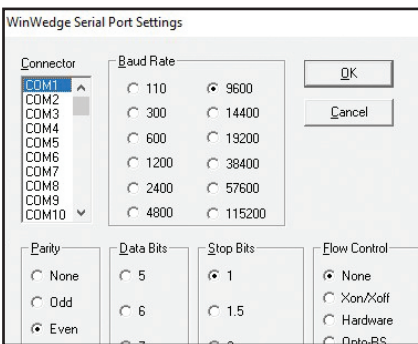 WinWedge Serial Port Settings
Connector
COM1
COM2
COM3
COM4
COM5
COM6
COM7
COM8
COM9
COM10
Baud Rate
110
300
600
1200
2400
4800
9600
14400
19200
38400
57600
115200
OK
Cancel
Parity
None
Odd
Even
Data Bits
5
6
Stop Bits
1
1.5
Flow Control
None
Xon/Xoff
Hardware